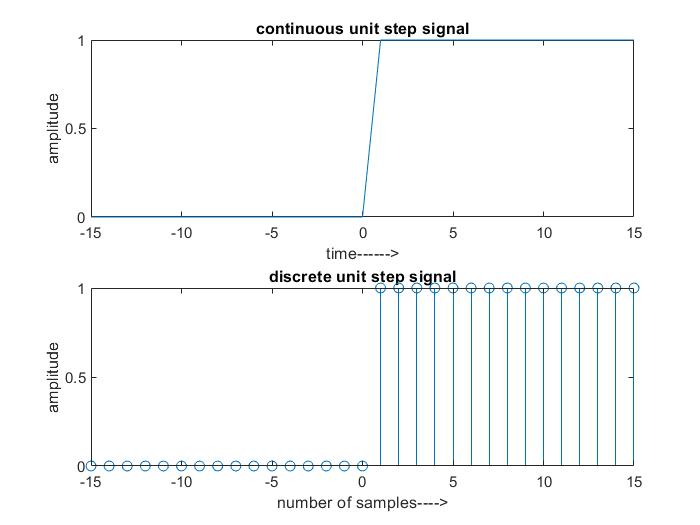 continuous unit step signal
1
0.5
0
amplitude
-15 -10 -5 0 5 10 15
time------>
discrete unit step signal
1
0.5
0
amplitude
-15 -10 -5 0 5 10 15
number of samples---->